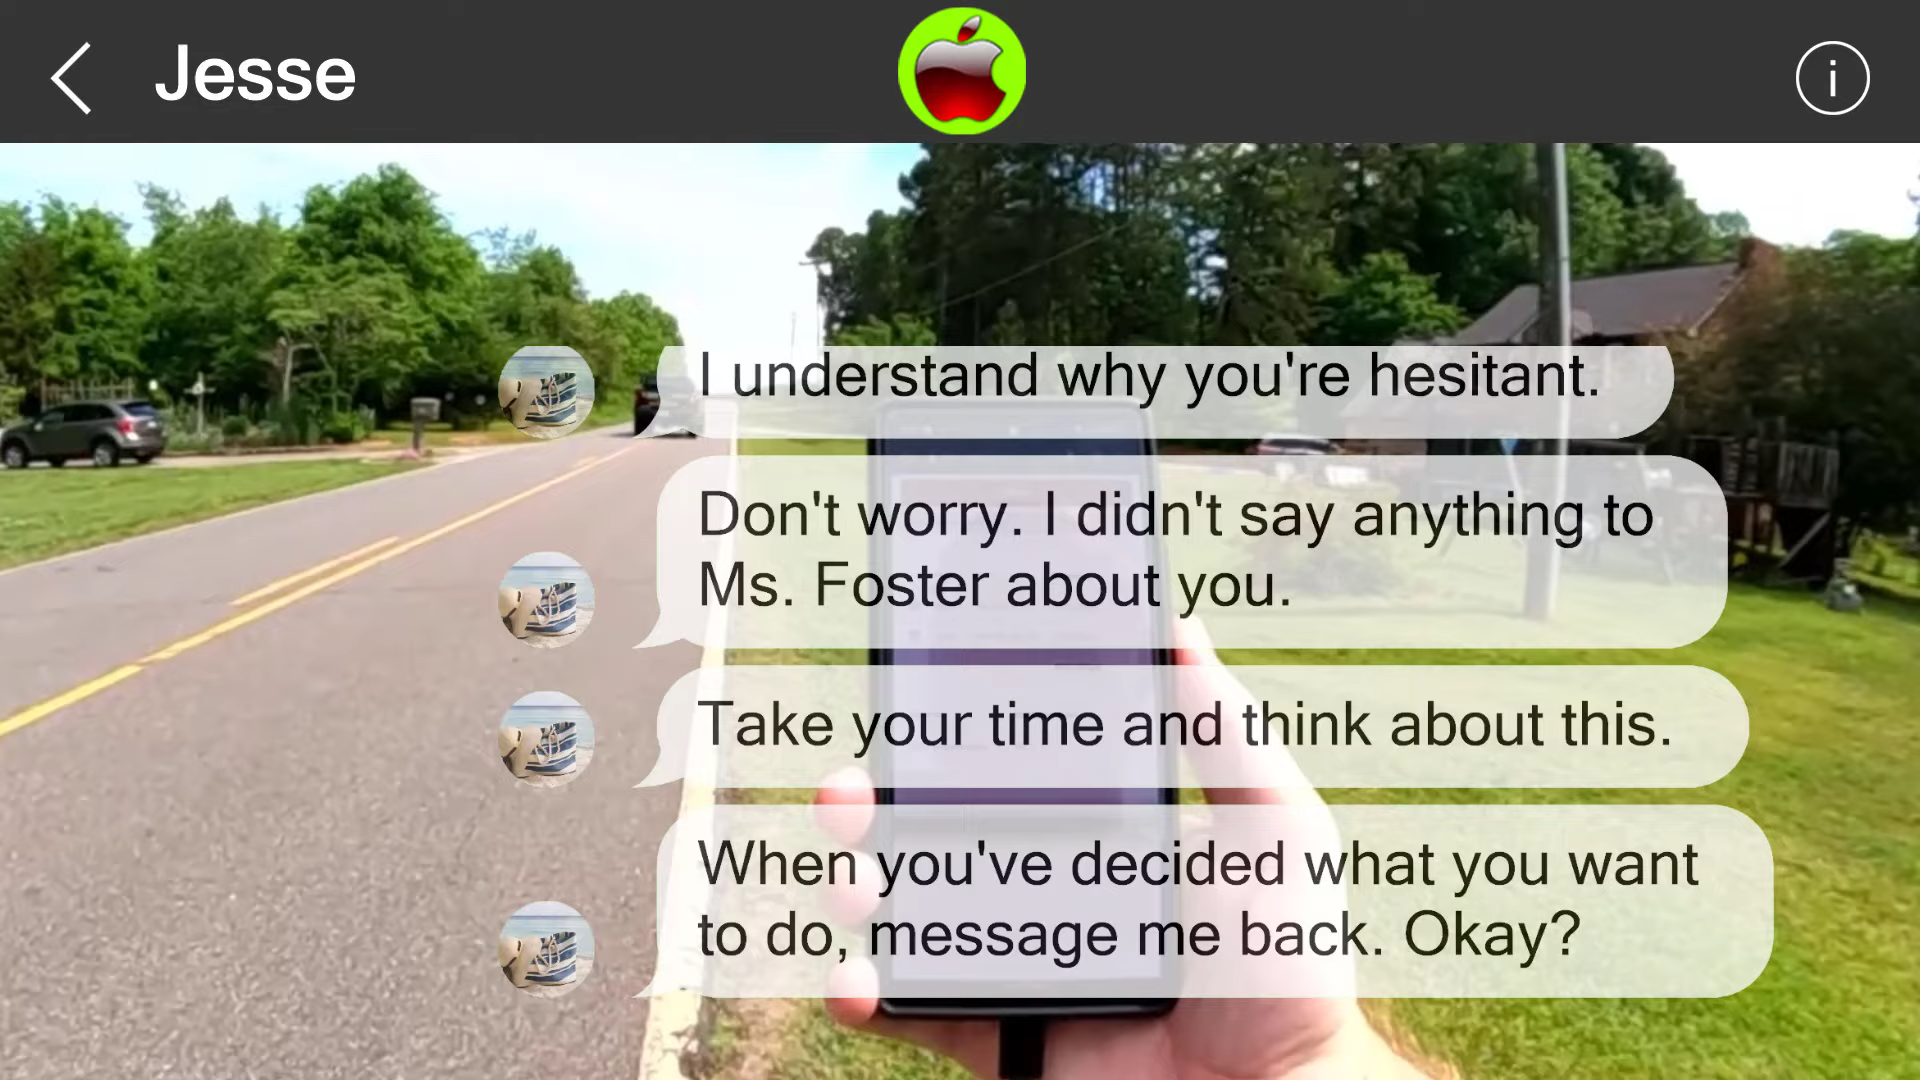 Jesse
i
I understand why you're hesitant.
Don't worry. I didn't say anything to
Ms. Foster about you.
Take your time and think about this.
When you've decided what you want
to do, message me back. Okay?